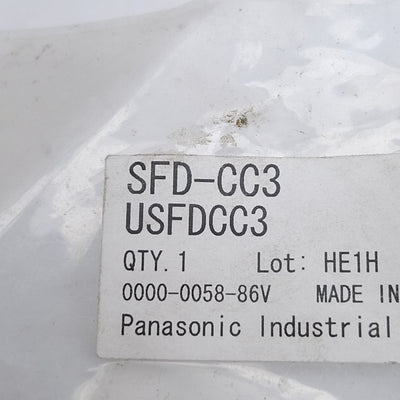 SFD-CC3
USFDCC3
QTY. 1 Lot: HE1H
0000-0058-86V MADE IN
Panasonic Industrial